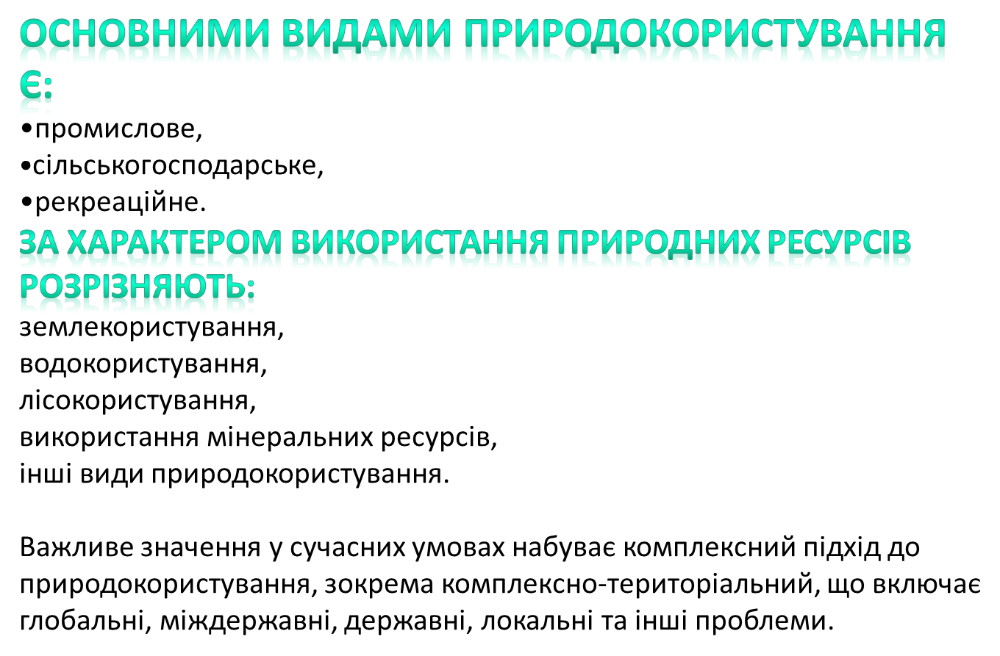 ОСНОВНИМИ ВИДАМИ ПРИРОДОКОРИСТУВАННЯ
Є:
•промислове,
•сільськогосподарське,
•рекреаційне.
ЗА ХАРАКТЕРОМ ВИКОРИСТАННЯ ПРИРОДНИХ РЕСУРСІВ
РОЗРІЗНЯЮТЬ:
землекористування,
водокористування,
лісокористування,
використання мінеральних ресурсів,
інші види природокористування.
Важливе значення у сучасних умовах набуває комплексний підхід до
природокористування, зокрема комплексно-територіальний, що включає
глобальні, міждержавні, державні, локальні та інші проблеми.